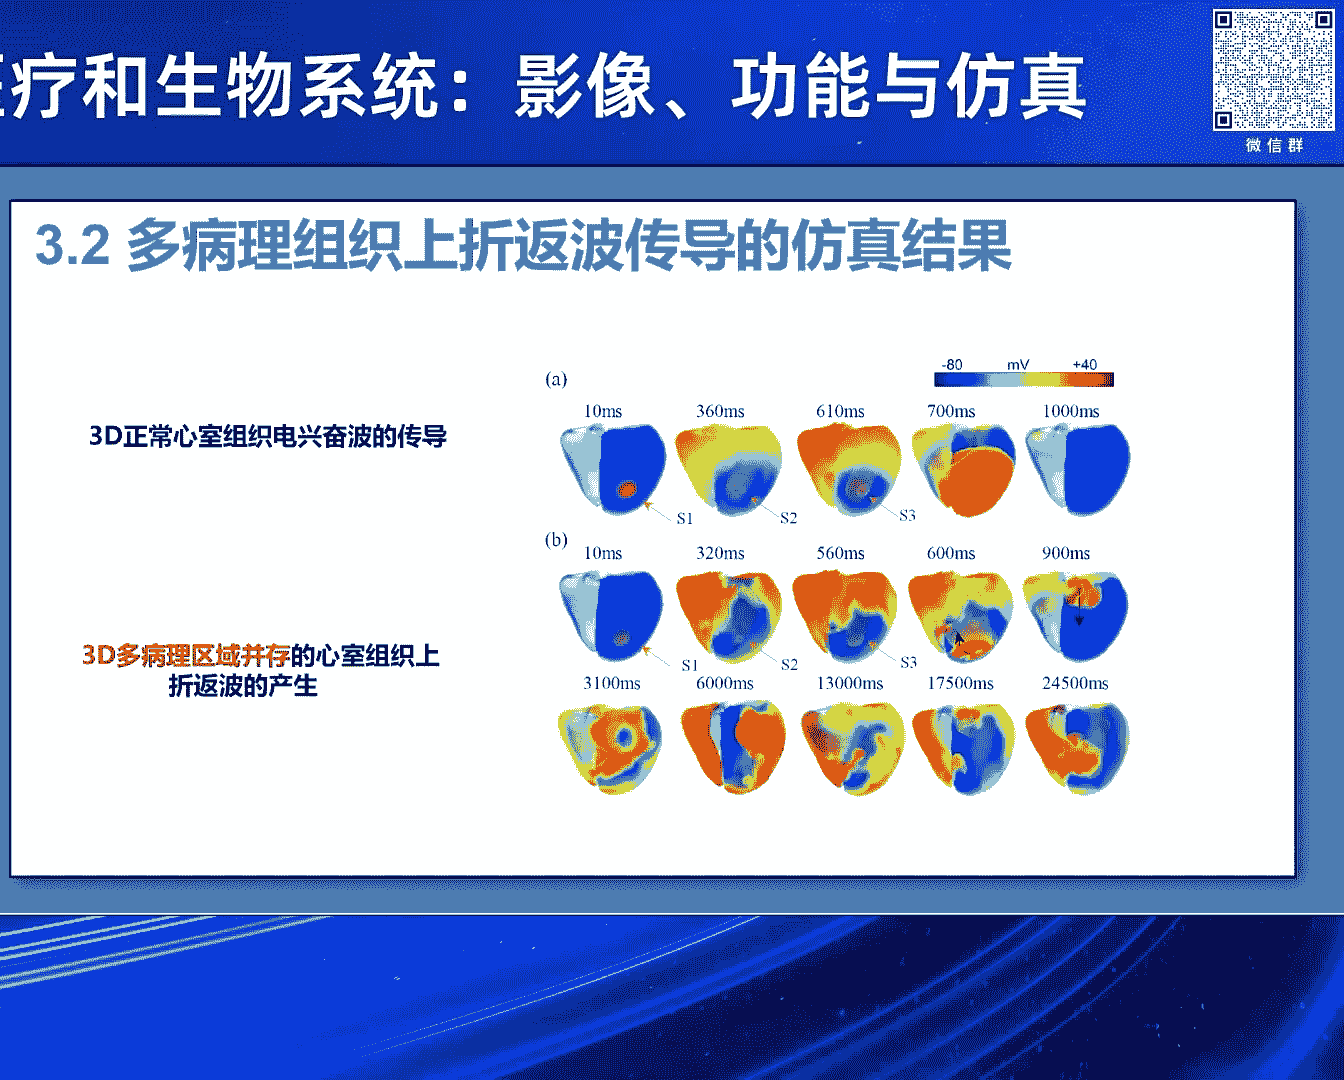 疗和生物系统：影像、功能与仿真
微信群
3.2 多病理组织上折返波传导的仿真结果
-80 mV +40
(a)
10ms 360ms 610ms 700ms 1000ms
3D正常心室组织电兴奋波的传导
S1 S2 S3
(b)
10ms 320ms 560ms 600ms 900ms
3D多病理区域并存的心室组织上
折返波的产生
S1 S2 S3
3100ms 6000ms 13000ms 17500ms 24500ms